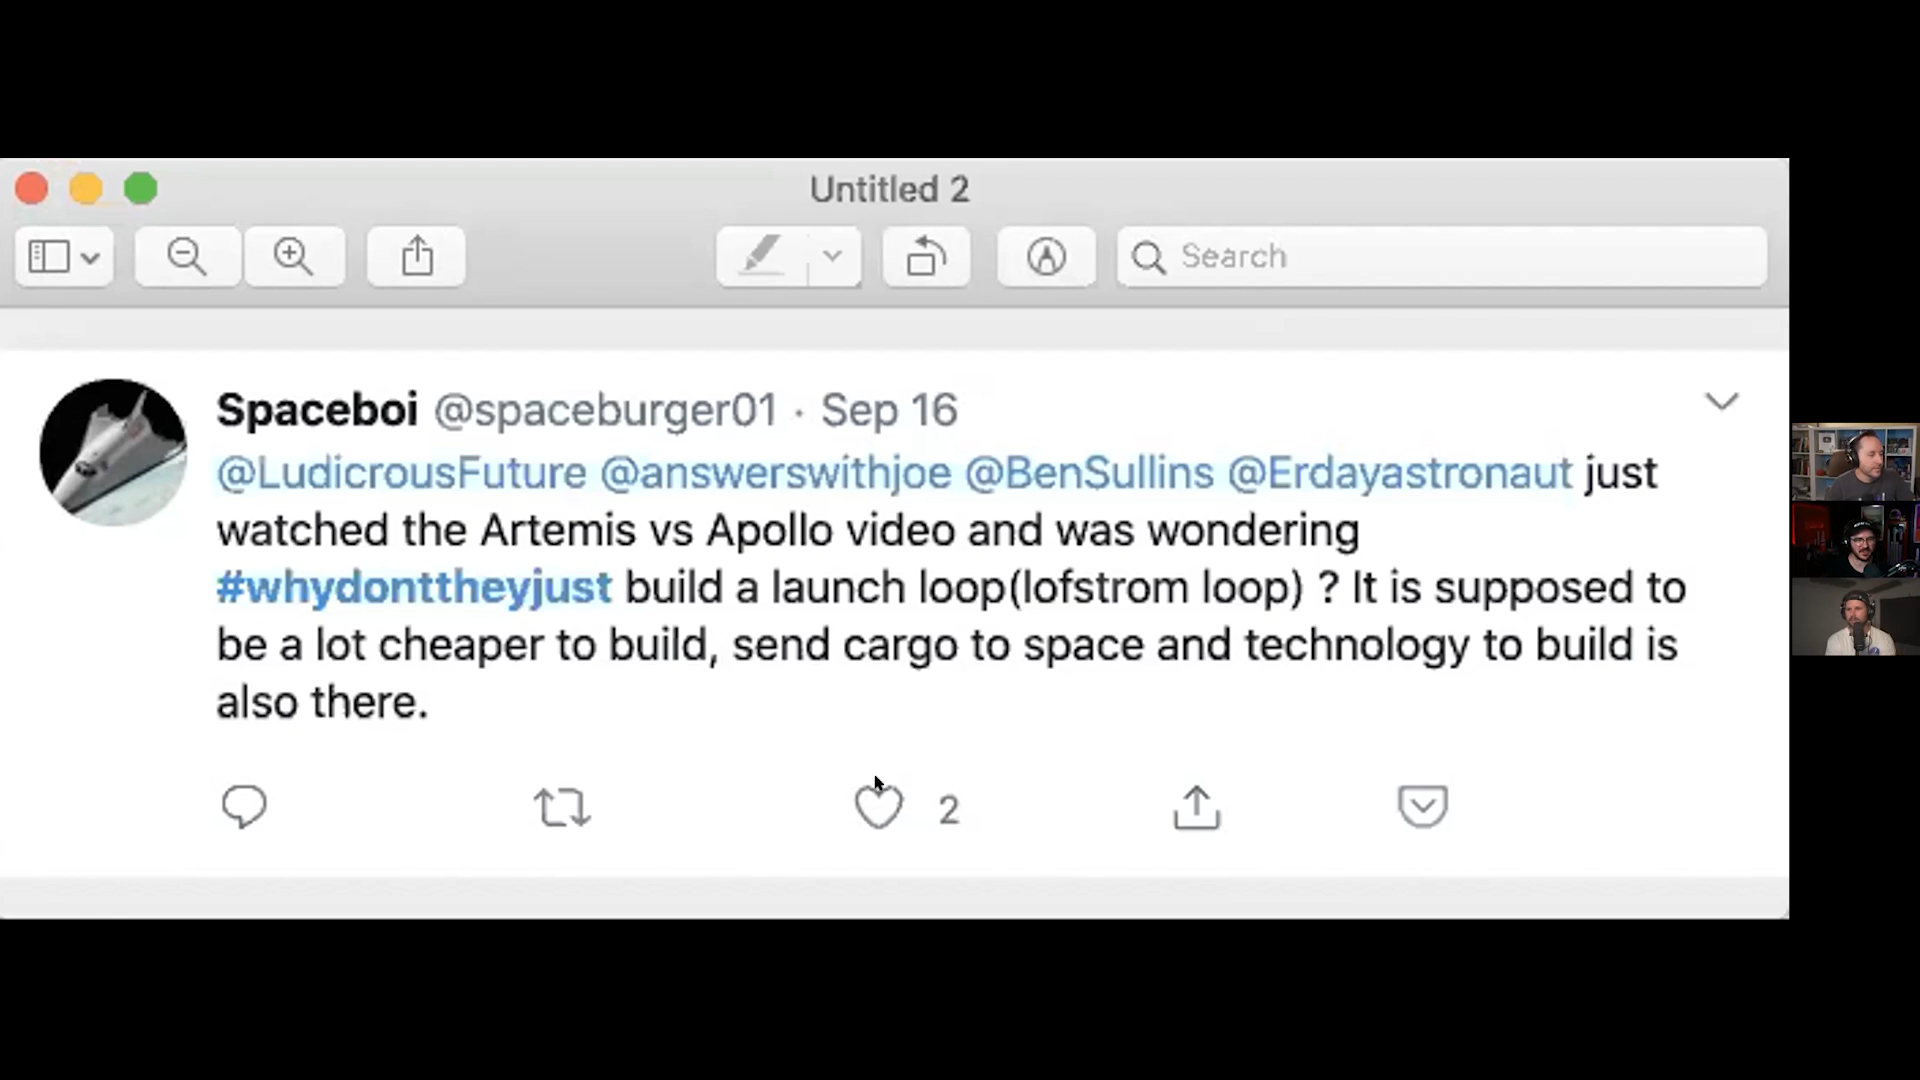 Untitled 2
Search
Spaceboi @spaceburger01 · Sep 16
@LudicrousFuture @answerswithjoe @BenSullins @Erdayastronaut just
watched the Artemis vs Apollo video and was wondering
#whydonttheyjust build a launch loop(lofstrom loop) ? It is supposed to
be a lot cheaper to build, send cargo to space and technology to build is
also there.
2